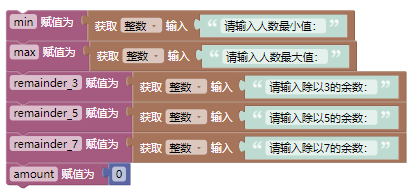 min 赋值为 获取 整数 输入 “ 请输入人数最小值： ”
max 赋值为 获取 整数 输入 “ 请输入人数最大值： ”
remainder_3 赋值为 获取 整数 输入 “ 请输入除以3的余数： ”
remainder_5 赋值为 获取 整数 输入 “ 请输入除以5的余数： ”
remainder_7 赋值为 获取 整数 输入 “ 请输入除以7的余数： ”
amount 赋值为 0